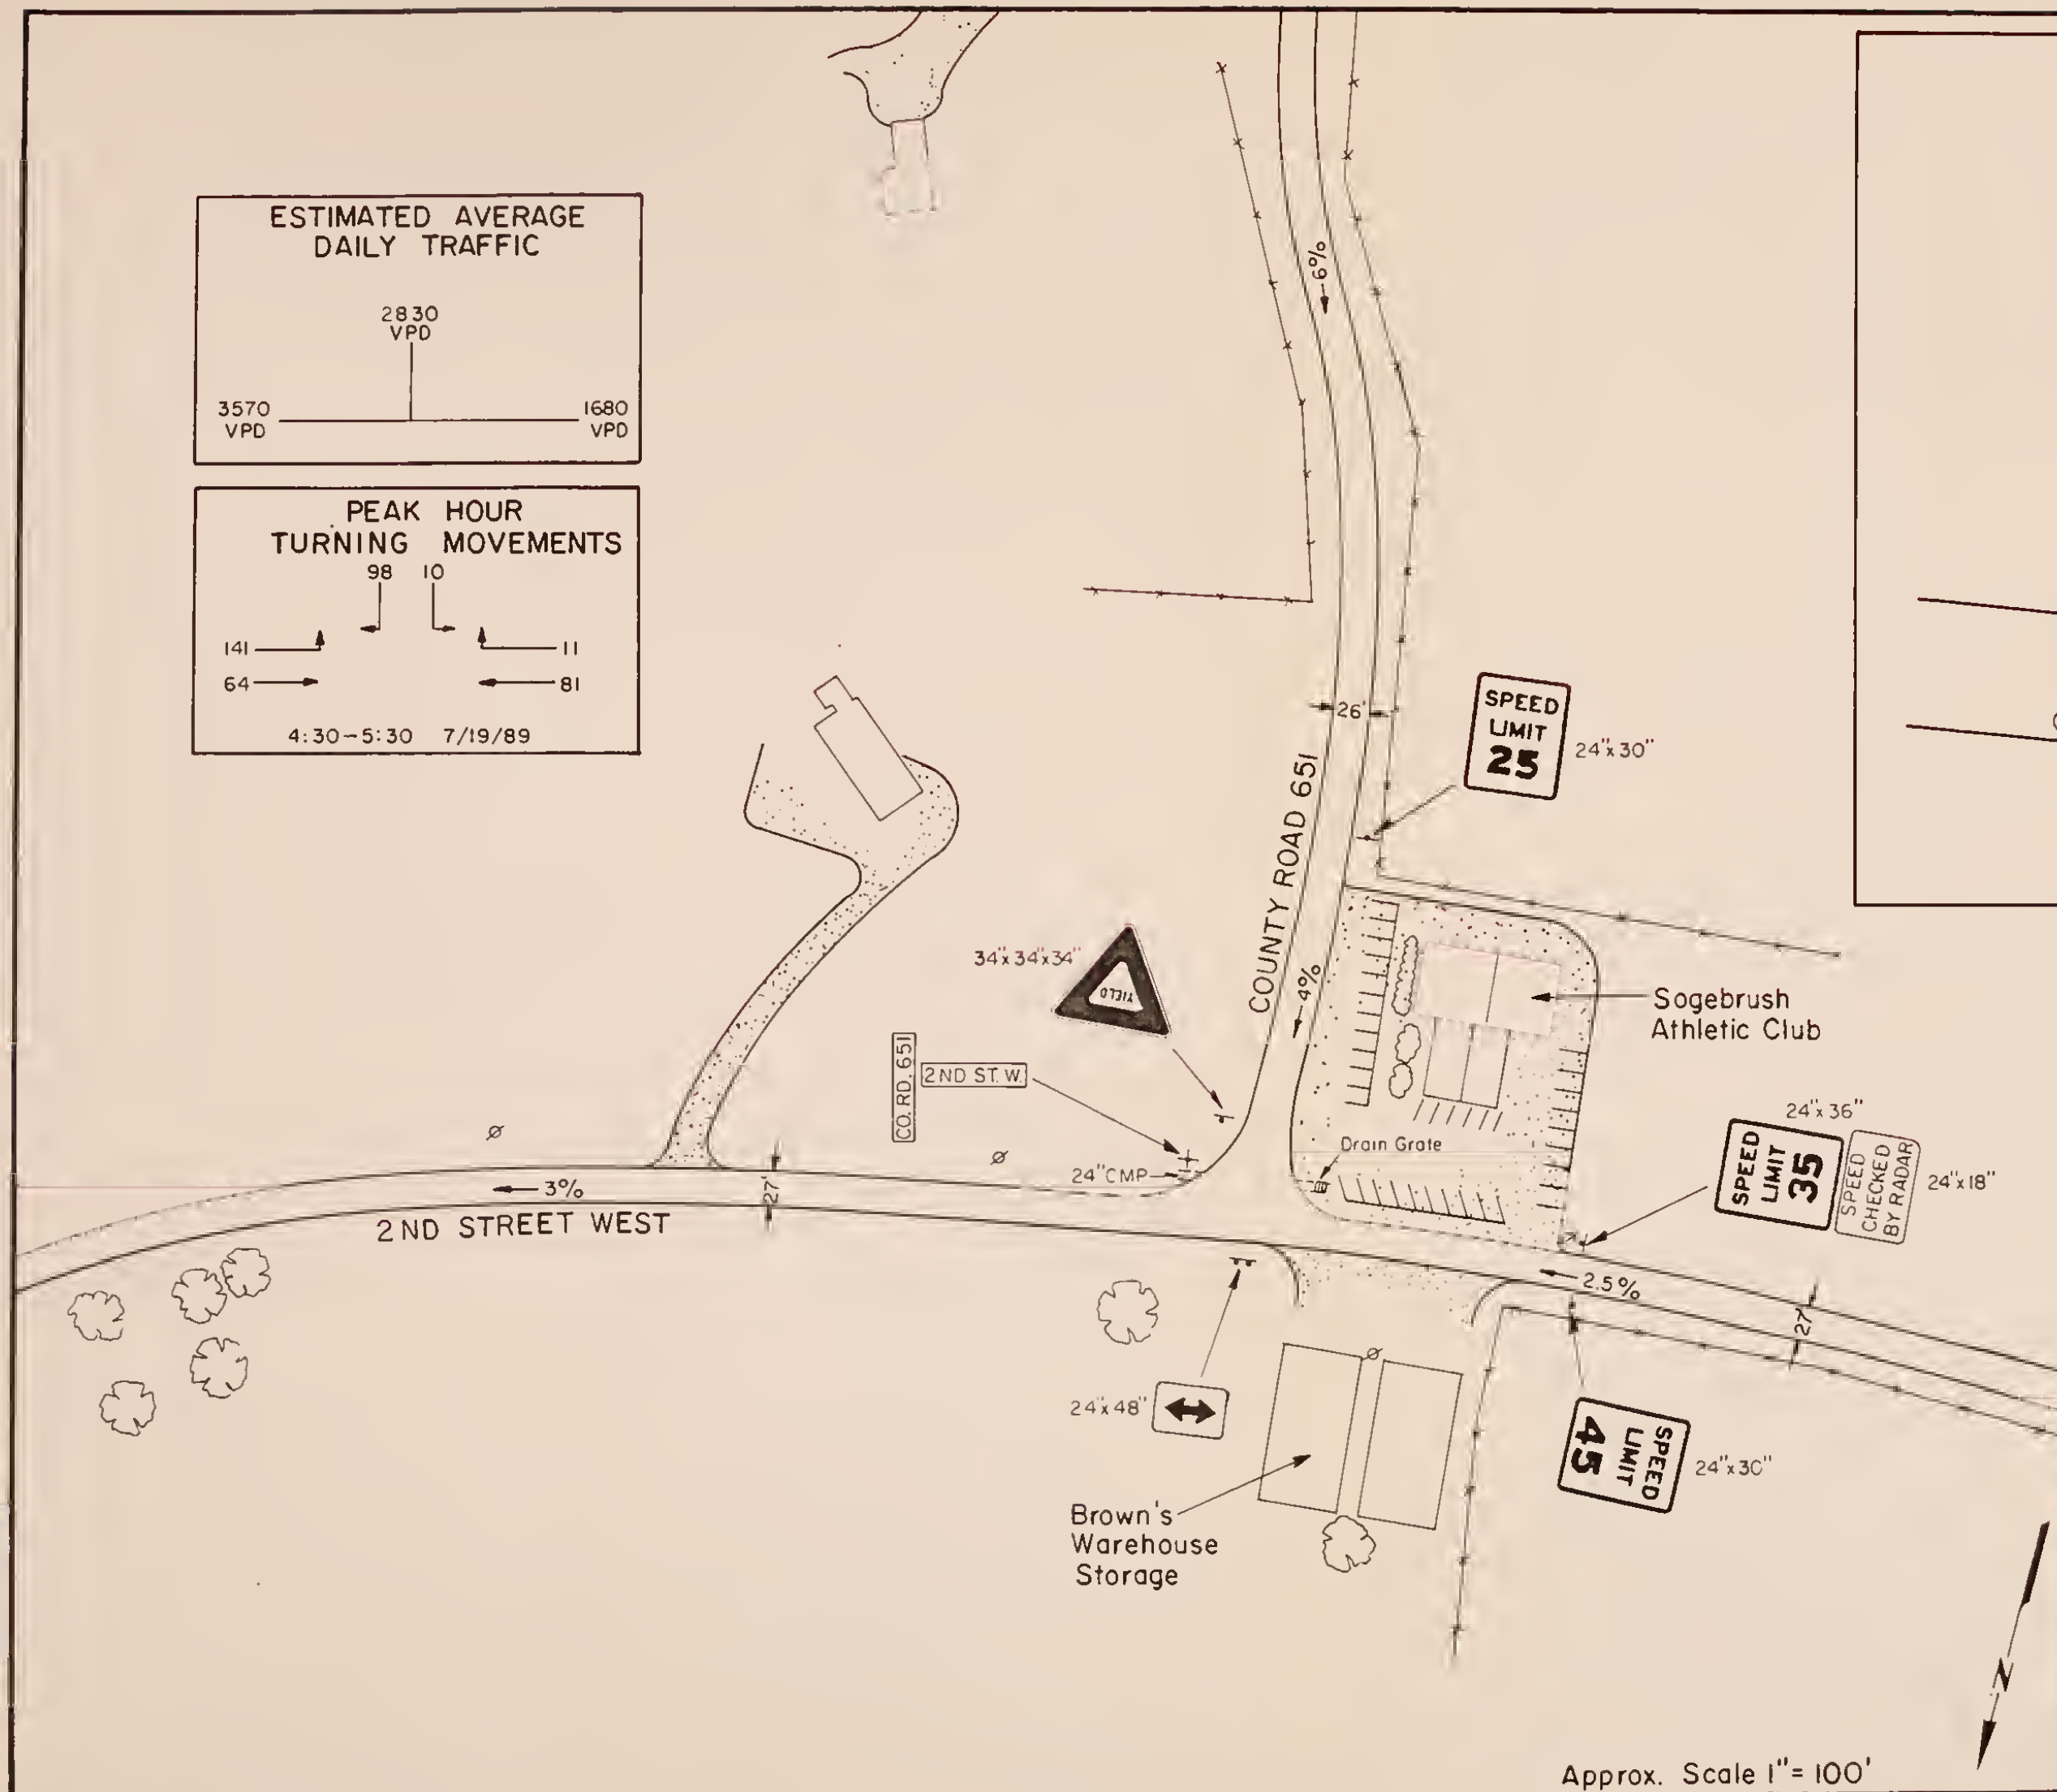 ESTIMATED AVERAGE
DAILY TRAFFIC
2830
VPD
3570
VPD
1680
VPD
PEAK HOUR
TURNING MOVEMENTS
98 10
141
11
64
81
4:30-5:30 7/19/89
6%
26'
SPEED
LIMIT
25
24"x30"
COUNTY ROAD 651
4%
34"x34"x34"
YIELD
Sogebrush
Athletic Club
CO. RD. 651
2ND ST. W.
24" CMP
Drain Grate
24"x36"
SPEED
LIMIT
35
SPEED
CHECKED
BY RADAR
24"x18"
3%
27'
2ND STREET WEST
2.5%
27'
24"x48"
SPEED
LIMIT
45
24"x30"
Brown's
Warehouse
Storage
N
Approx. Scale 1"= 100'